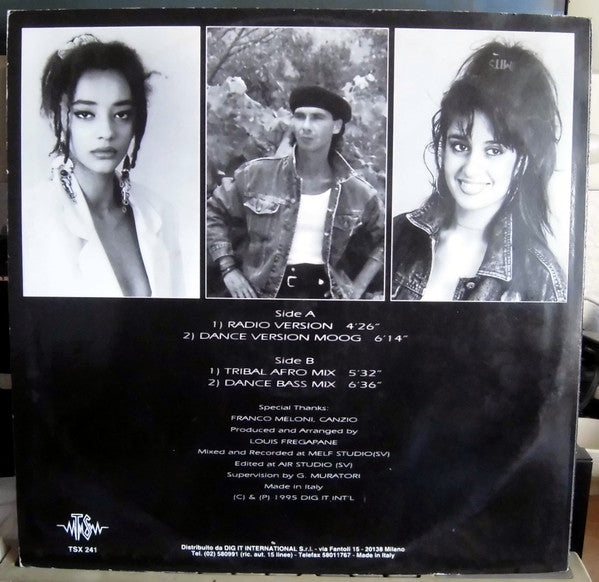 Side A
1) RADIO VERSION 4'26"
2) DANCE VERSION MOOG 6'14"
Side B
1) TRIBAL AFRO MIX 5'32"
2) DANCE BASS MIX 6'36"
Special Thanks:
FRANCO MELONI, CANZIO
Produced and Arranged by
LOUIS FREGAPANE
Mixed and Recorded at MELF STUDIO(SV)
Edited at AIR STUDIO (SV)
Supervision by G. MURATORI
Made in Italy
(C) & (P) 1995 DIG IT INT'L
TSX 241
Distribuito da DIG IT INTERNATIONAL S.r.l. - via Fantoli 15 - 20138 Milano
Tel. (02) 580991 (ric. aut. 15 linee) - Telefax 58011767 - Made in Italy